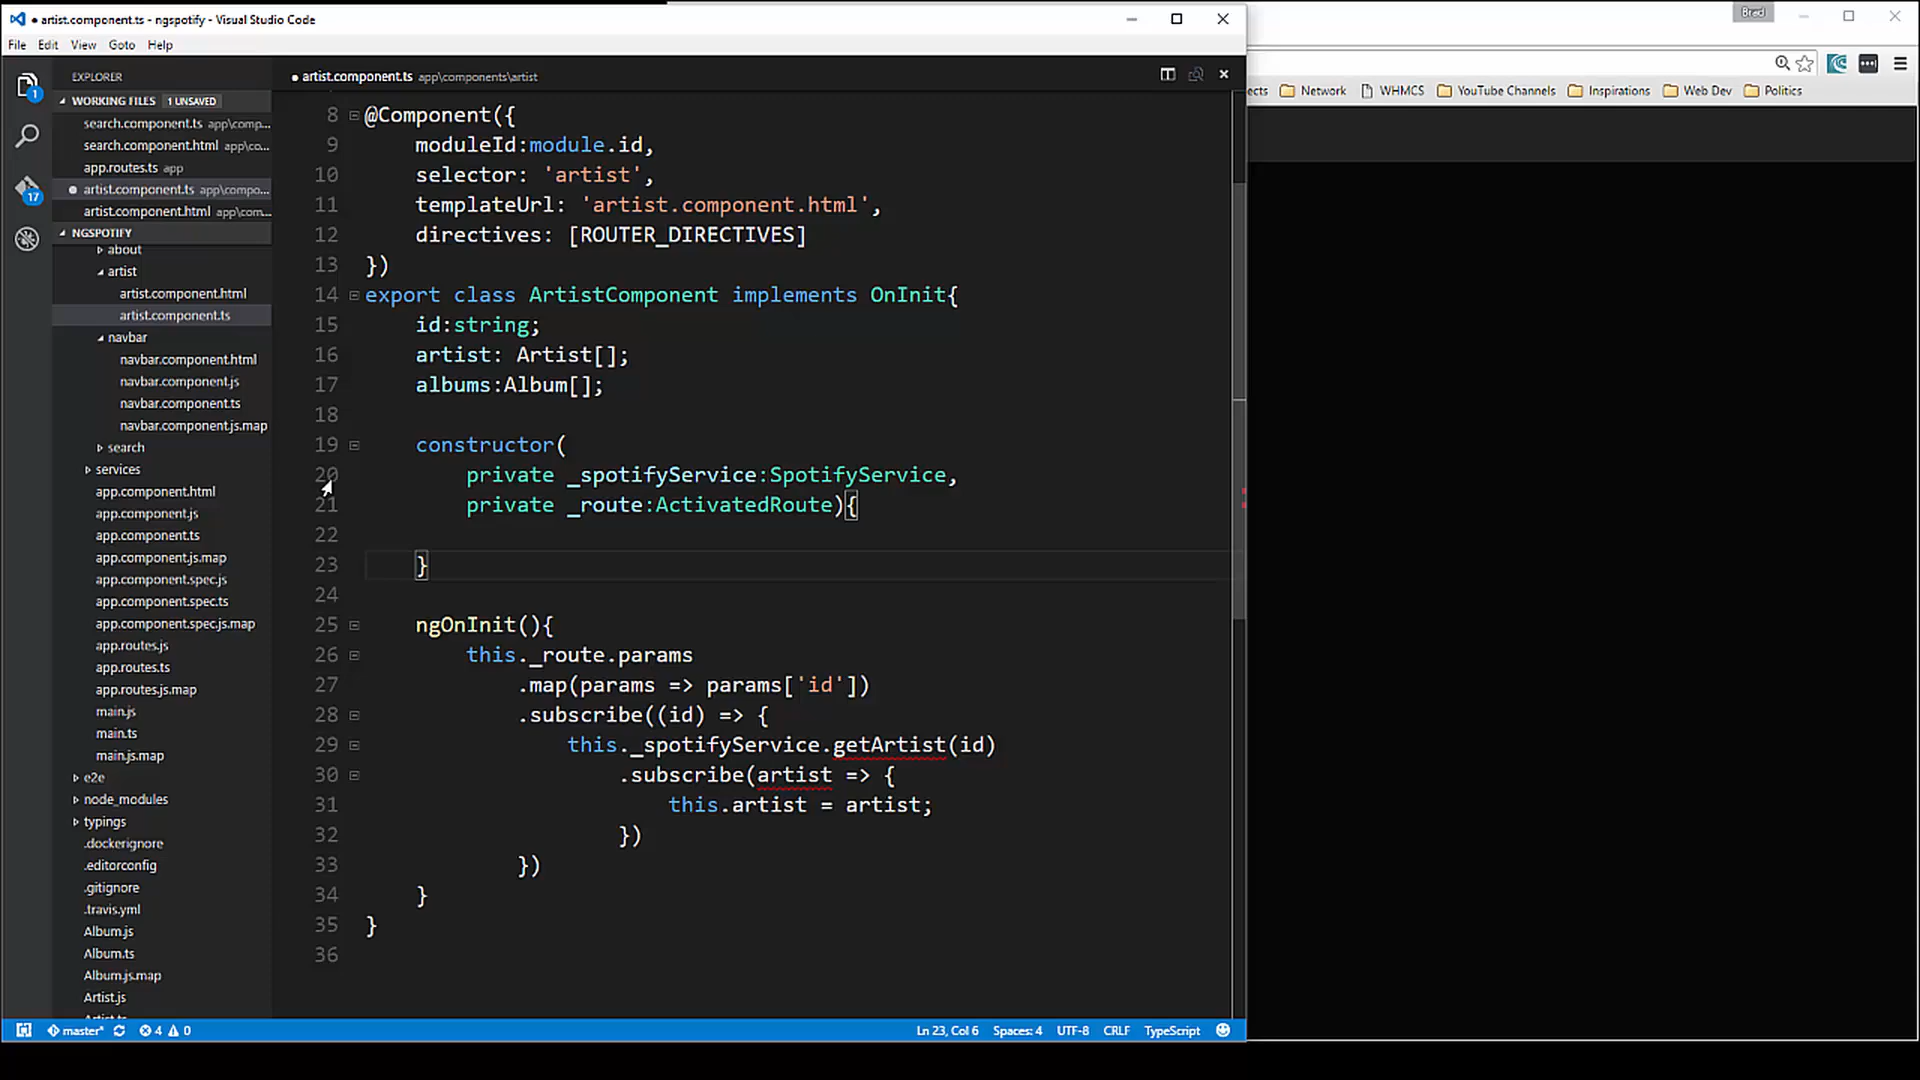 artist.component.ts - ngspotify - Visual Studio Code
Bred
File Edit View Goto Help
EXPLORER
artist.component.ts app\components\artist
WORKING FILES 1 UNSAVED
search.component.ts app\comp...
search.component.html app\co...
app.routes.ts app
artist.component.ts app\compo...
artist.component.html app\com...
NGSPOTIFY
about
artist
artist.component.html
artist.component.ts
navbar
navbar.component.html
navbar.component.js
navbar.component.ts
navbar.component.js.map
search
services
app.component.html
app.component.js
app.component.ts
app.component.js.map
app.component.spec.js
app.component.spec.ts
app.component.spec.js.map
app.routes.js
app.routes.ts
app.routes.js.map
main.js
main.ts
main.js.map
e2e
node_modules
typings
.dockerignore
.editorconfig
.gitignore
.travis.yml
Album.js
Album.ts
Album.js.map
Artist.js
1
17
8 @Component({
9 moduleId:module.id,
10 selector: 'artist',
11 templateUrl: 'artist.component.html',
12 directives: [ROUTER_DIRECTIVES]
13 })
14 export class ArtistComponent implements OnInit{
15 id:string;
16 artist: Artist[];
17 albums:Album[];
18
19 constructor(
20 private _spotifyService:SpotifyService,
21 private _route:ActivatedRoute){
22
23 }
24
25 ngOnInit(){
26 this._route.params
27 .map(params => params['id'])
28 .subscribe((id) => {
29 this._spotifyService.getArtist(id)
30 .subscribe(artist => {
31 this.artist = artist;
32 })
33 })
34 }
35 }
36
master* 4 0
Ln 23, Col 6 Spaces: 4 UTF-8 CRLF TypeScript
ects Network WHMCS YouTube Channels Inspirations Web Dev Politics